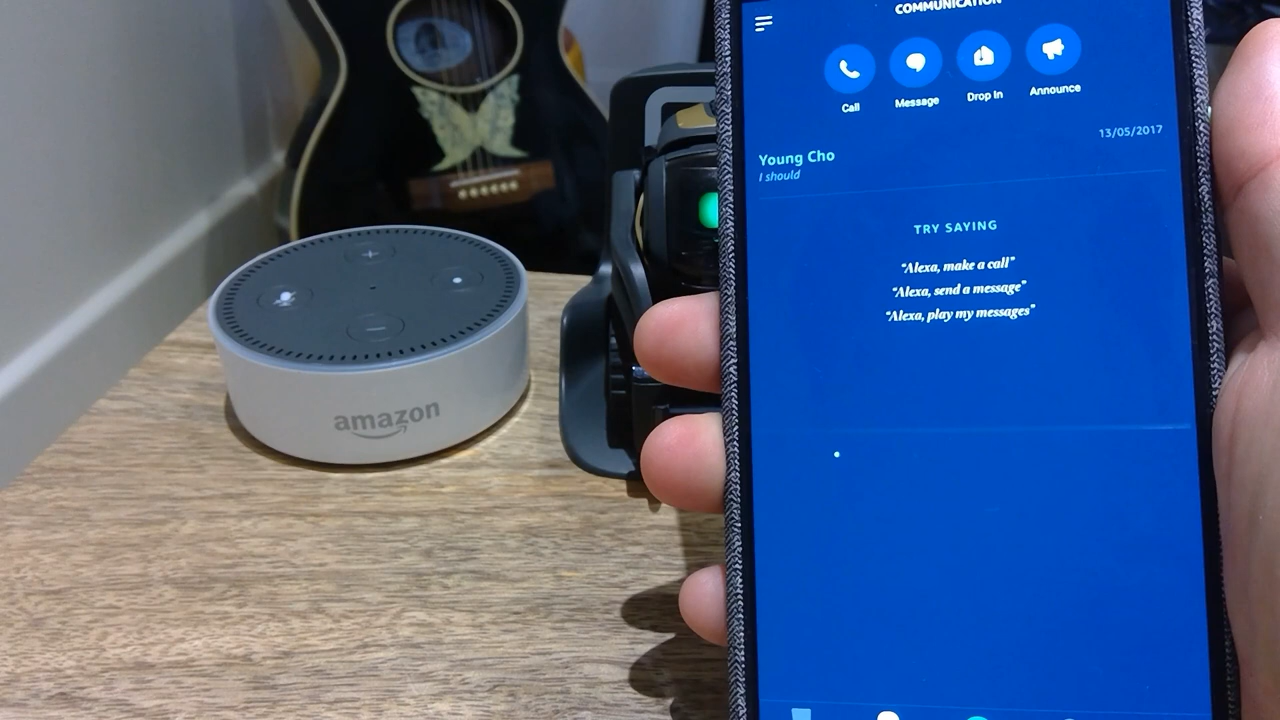 COMMUNICATION
Call
Message
Drop In
Announce
13/05/2017
Young Cho
I should
TRY SAYING
“Alexa, make a call”
“Alexa, send a message”
“Alexa, play my messages”
amazon